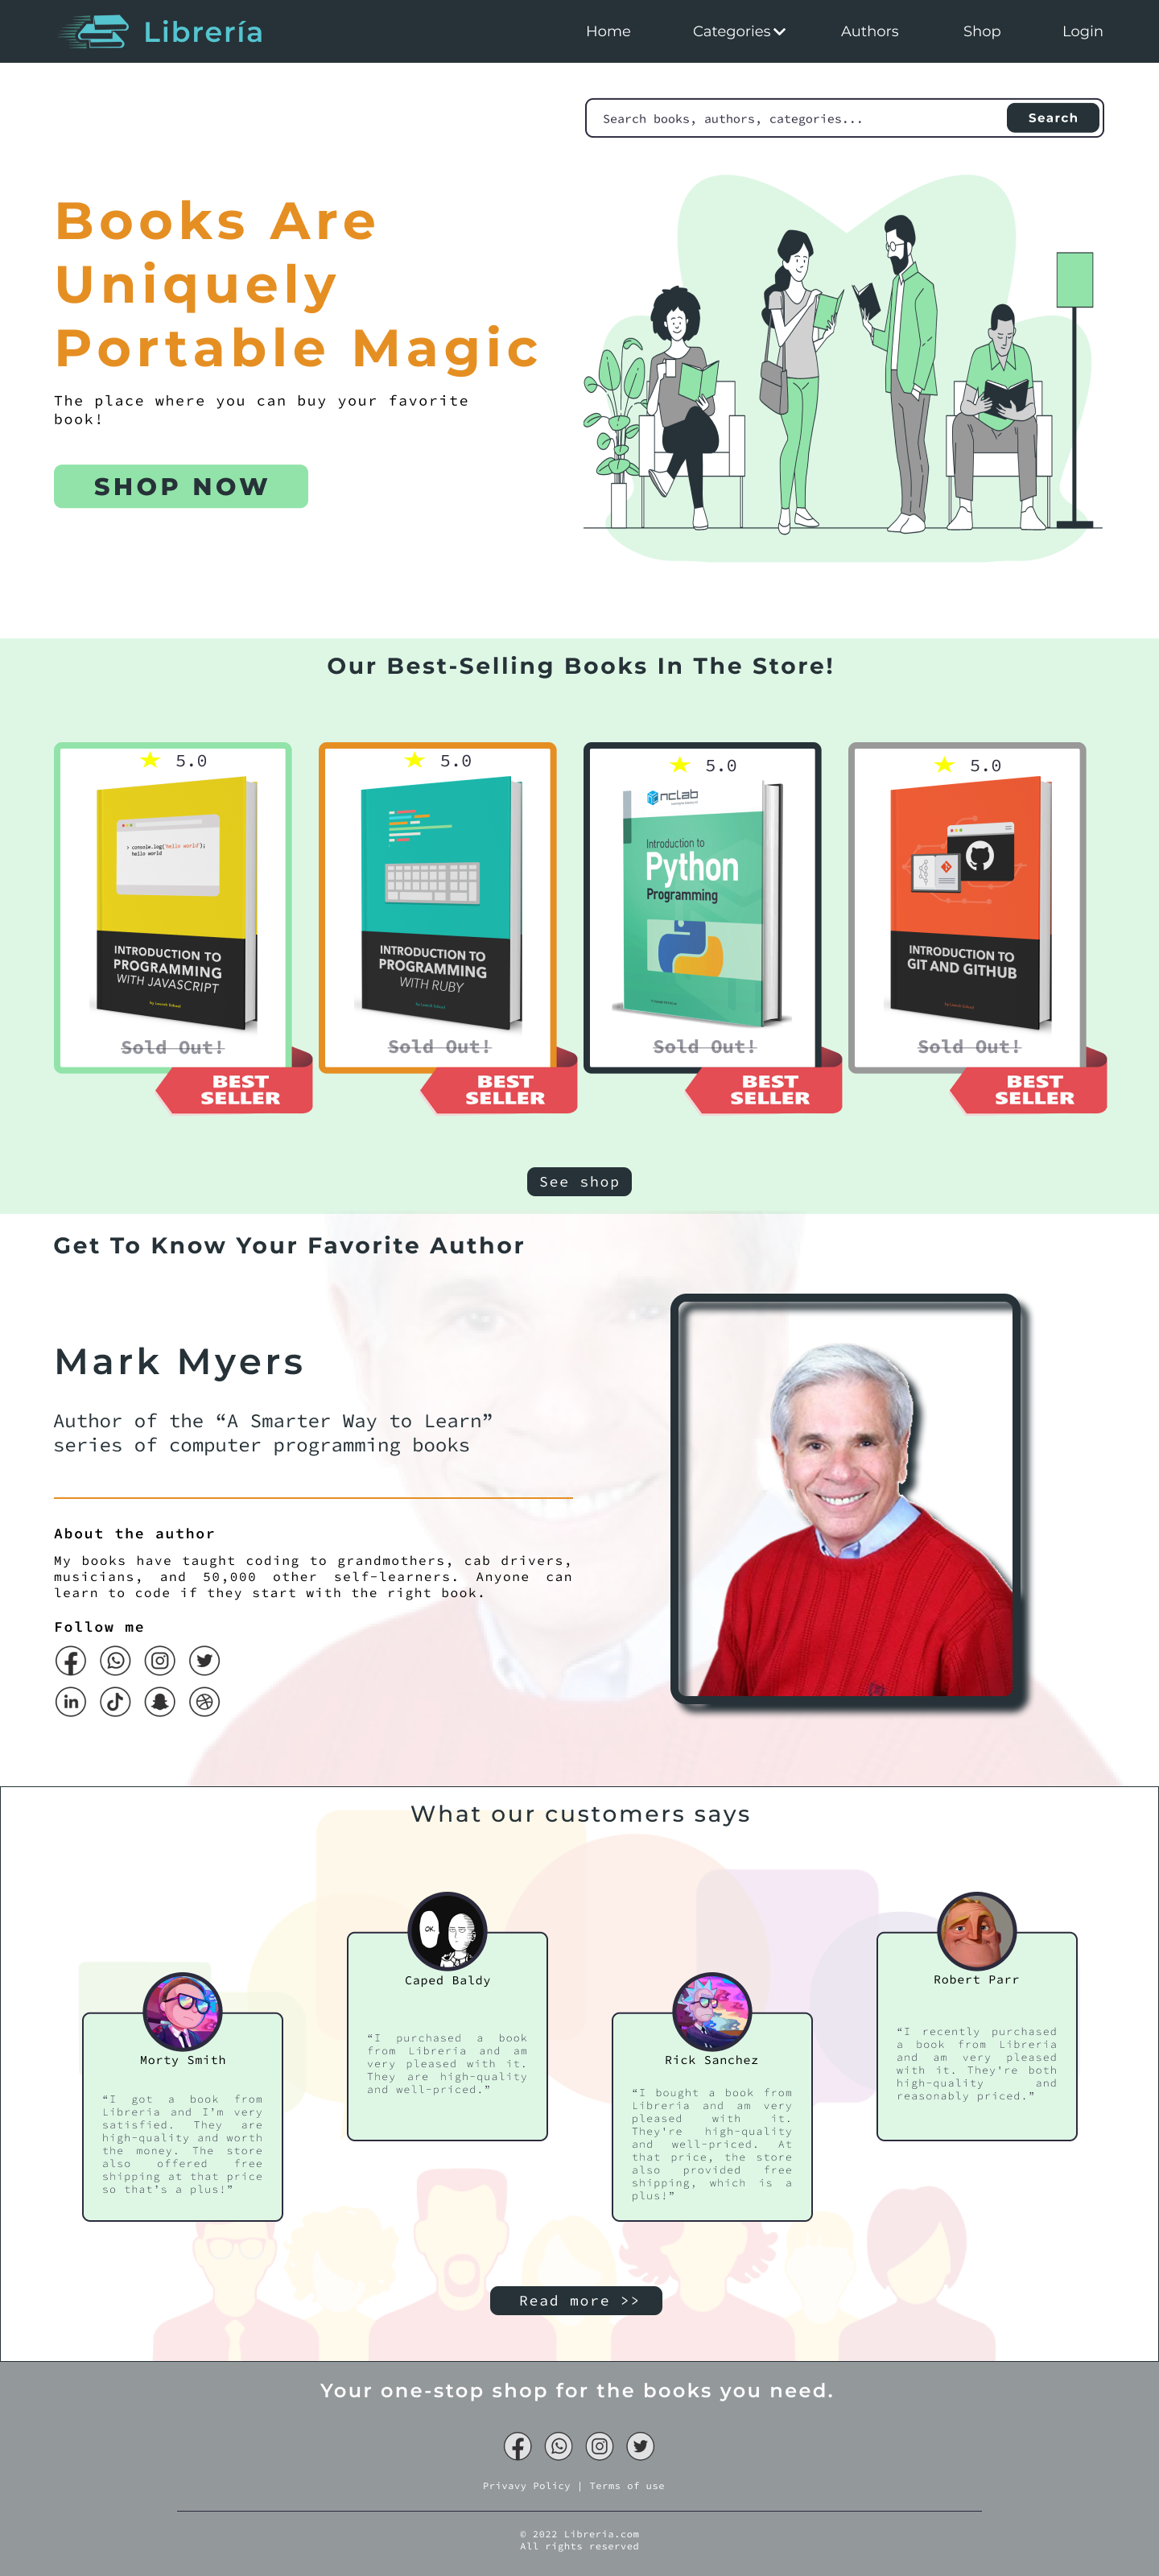 Librería
Home Categories Authors Shop Login
Search books, authors, categories...
Search
Books Are
Uniquely
Portable Magic
The place where you can buy your favorite
book!
SHOP NOW
Our Best-Selling Books In The Store!
5.0
> console.log('hello world');
hello world
INTRODUCTION TO
PROGRAMMING
WITH JAVASCRIPT
Sold Out!
BEST
SELLER
5.0
INTRODUCTION TO
PROGRAMMING
WITH RUBY
Sold Out!
BEST
SELLER
5.0
nclab
Introduction to
Python
Programming
Sold Out!
BEST
SELLER
5.0
INTRODUCTION TO
GIT AND GITHUB
Sold Out!
BEST
SELLER
See shop
Get To Know Your Favorite Author
Mark Myers
Author of the “A Smarter Way to Learn”
series of computer programming books
About the author
My books have taught coding to grandmothers, cab drivers,
musicians, and 50,000 other self-learners. Anyone can
learn to code if they start with the right book.
Follow me
What our customers says
Morty Smith
“I got a book from
Libreria and I’m very
satisfied. They are
high-quality and worth
the money. The store
also offered free
shipping at that price
so that’s a plus!”
OK.
Caped Baldy
“I purchased a book
from Libreria and am
very pleased with it.
They are high-quality
and well-priced.”
Rick Sanchez
“I bought a book from
Libreria and am very
pleased with it.
They're high-quality
and well-priced. At
that price, the store
also provided free
shipping, which is a
plus!”
Robert Parr
“I recently purchased
a book from Libreria
and am very pleased
with it. They're both
high-quality and
reasonably priced.”
Read more >>
Your one-stop shop for the books you need.
Privavy Policy | Terms of use
© 2022 Libreria.com
All rights reserved